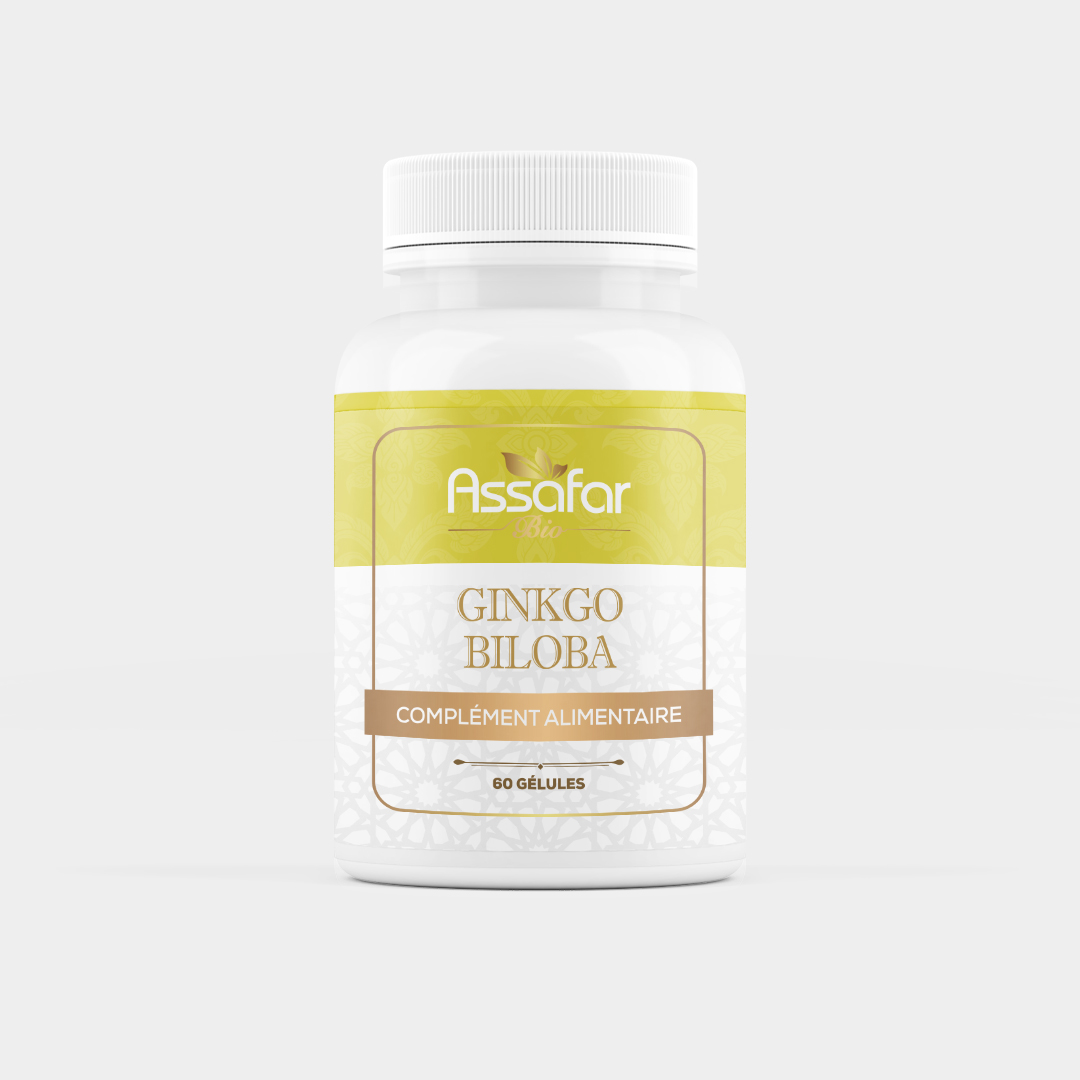 Assafar
Bio
GINKGO
BILOBA
COMPLÉMENT ALIMENTAIRE
60 GÉLULES